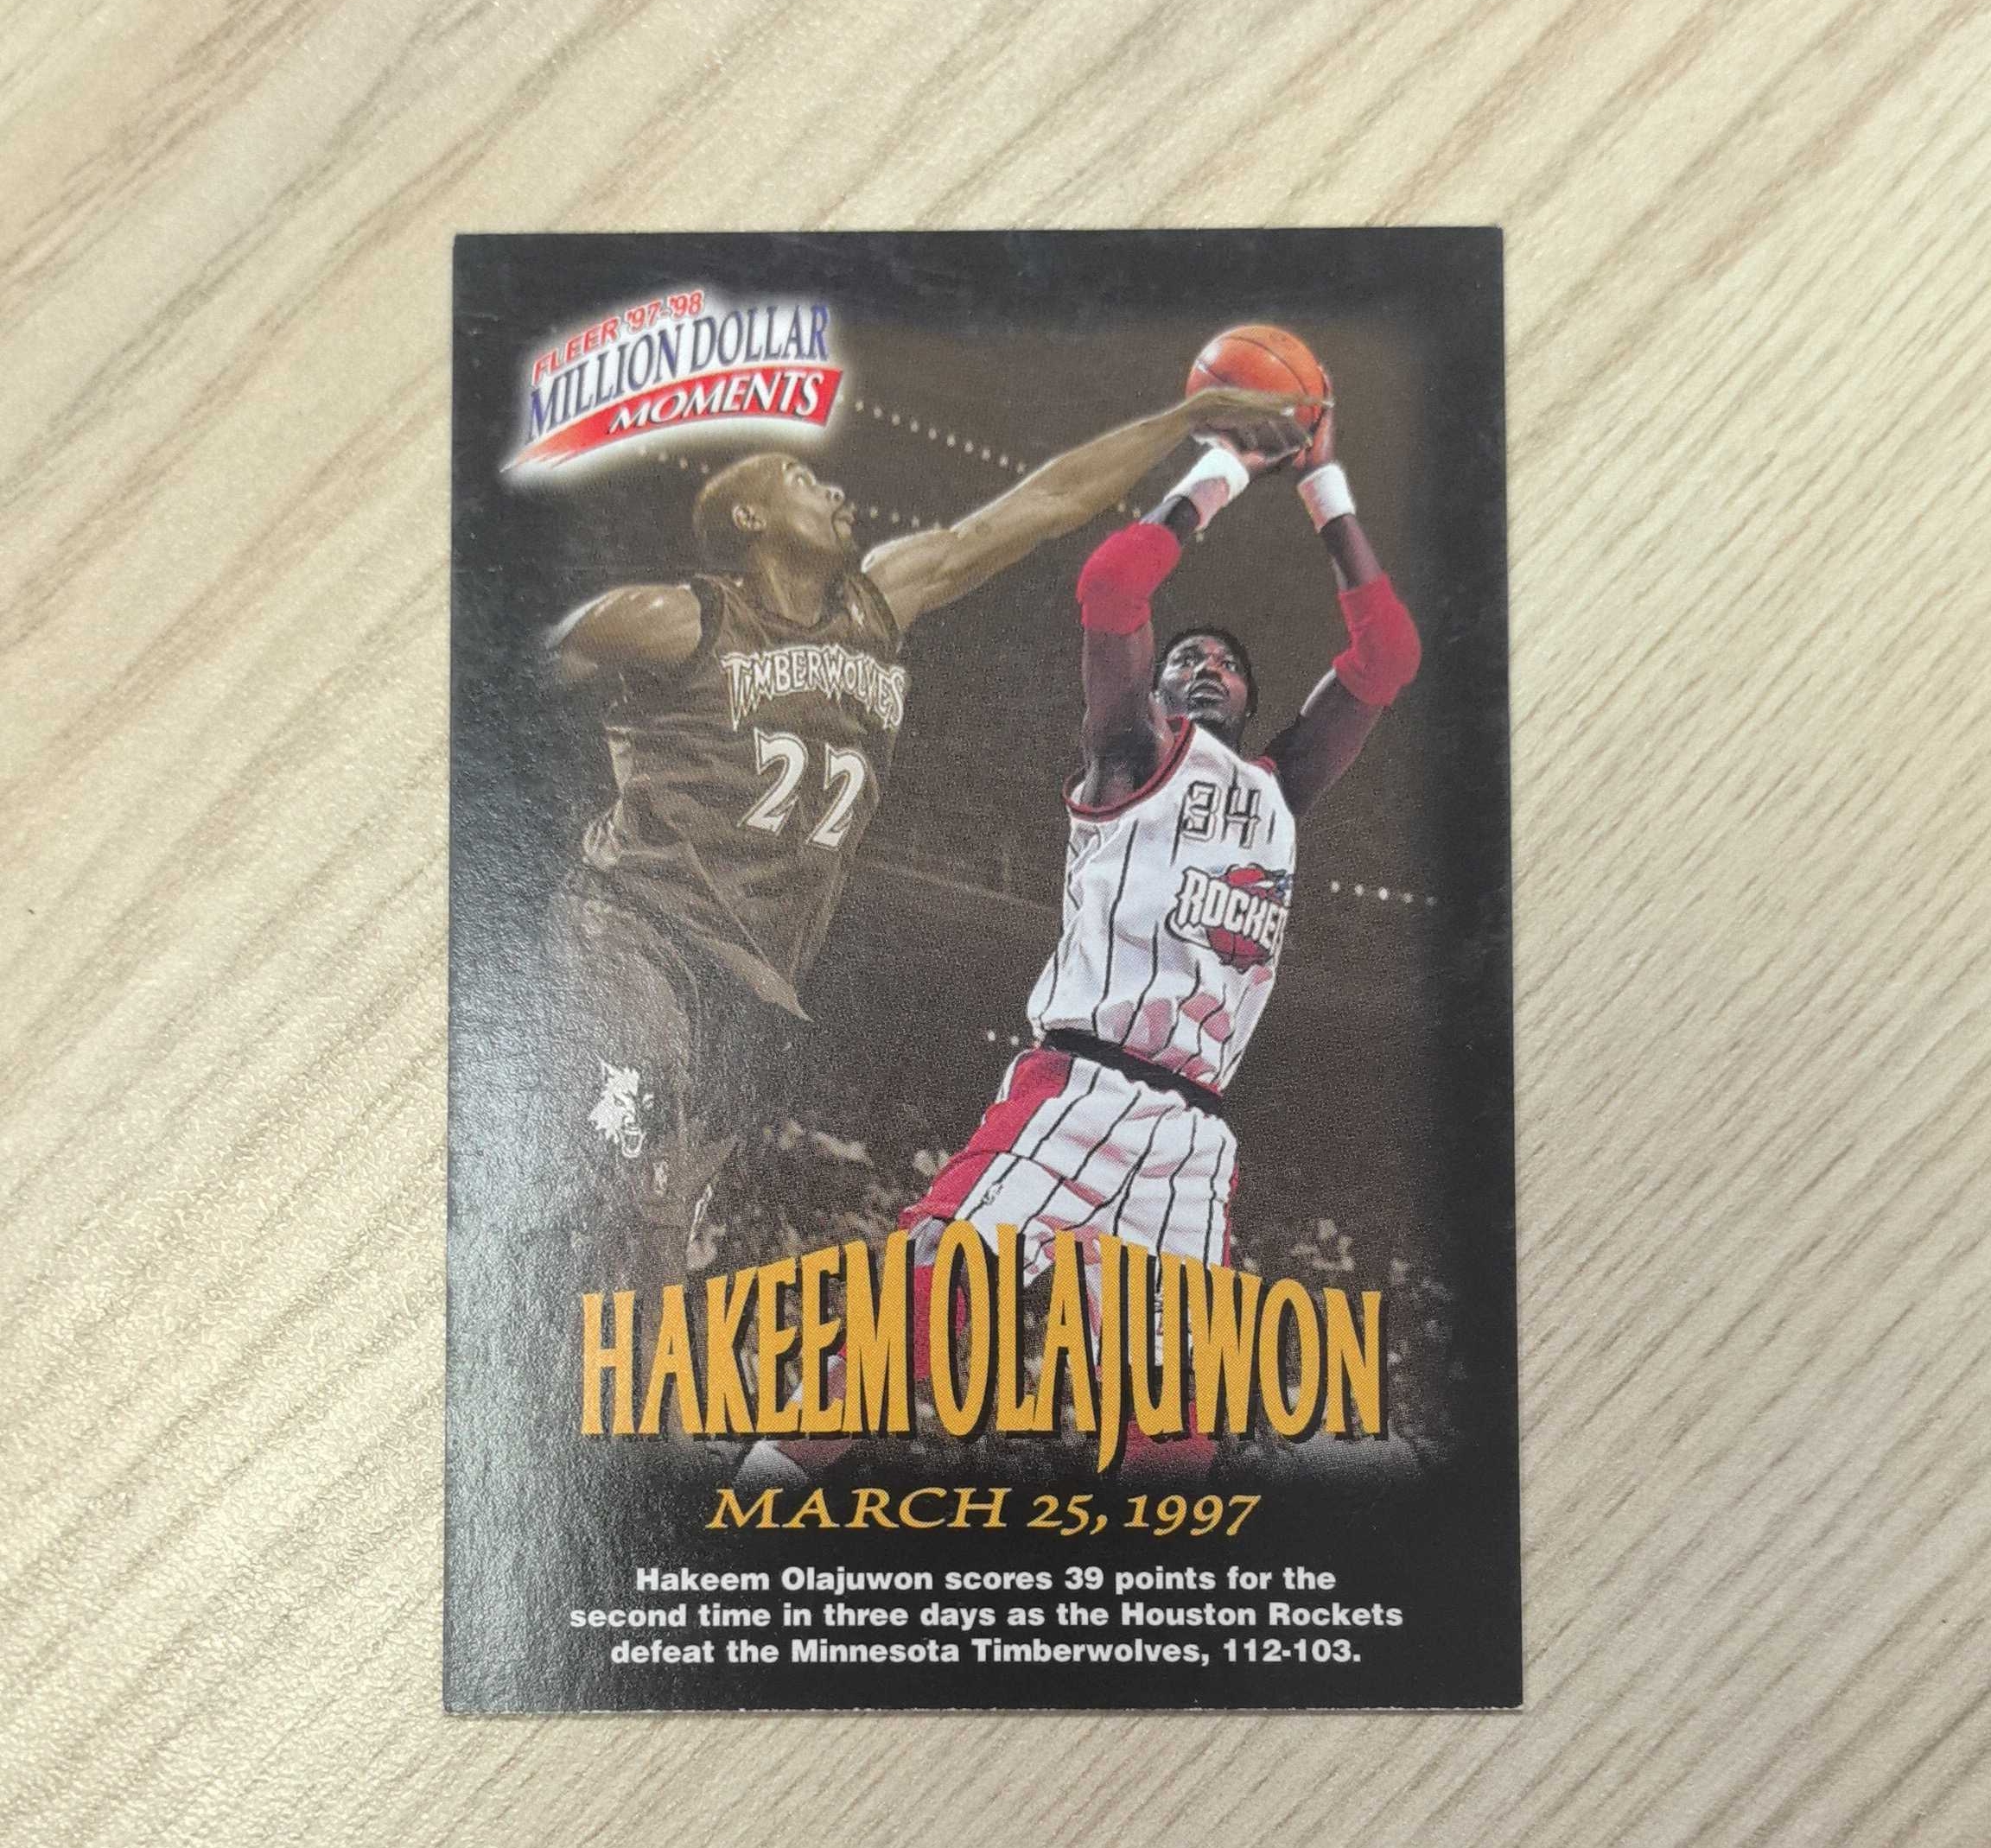 FLEER '97-'98
MILLION DOLLAR
MOMENTS
TIMBERWOLVES
22
34
ROCKETS
HAKEEM OLAJUWON
MARCH 25, 1997
Hakeem Olajuwon scores 39 points for the
second time in three days as the Houston Rockets
defeat the Minnesota Timberwolves, 112-103.